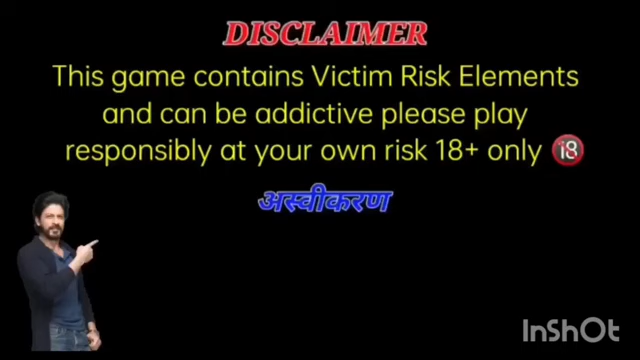 DISCLAIMER
This game contains Victim Risk Elements
and can be addictive please play
responsibly at your own risk 18+ only 🔞
अस्वीकरण
InShOt